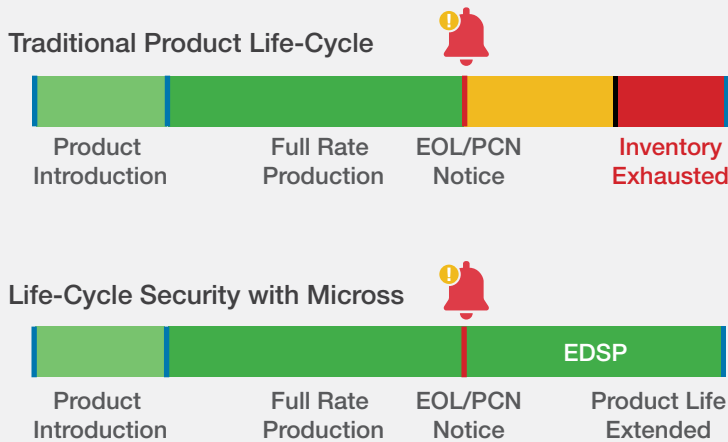 !
Traditional Product Life-Cycle
Product Full Rate EOL/PCN Inventory
Introduction Production Notice Exhausted
!
Life-Cycle Security with Micross
EDSP
Product Full Rate EOL/PCN Product Life
Introduction Production Notice Extended